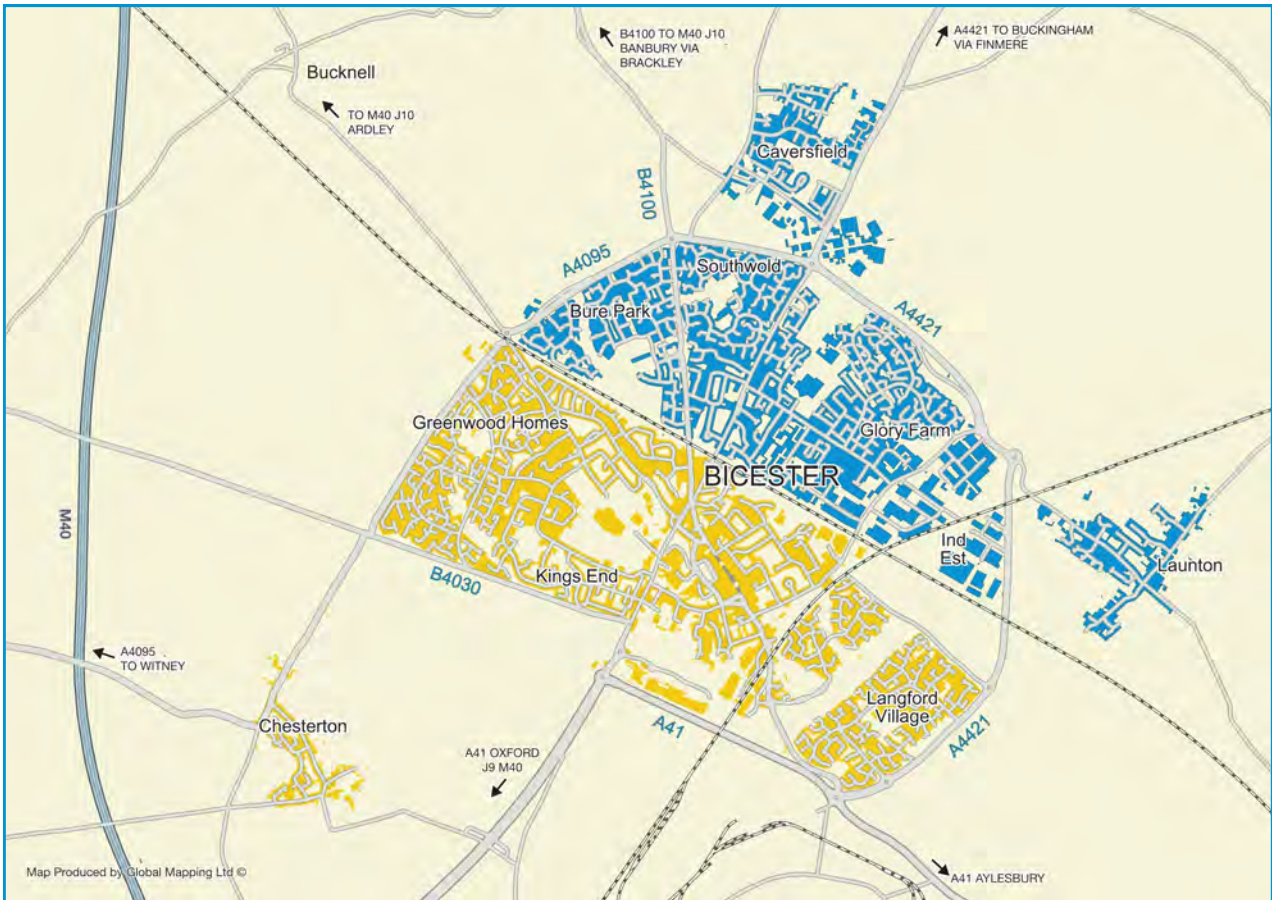 B4100 TO M40 J10
BANBURY VIA
BRACKLEY
A4421 TO BUCKINGHAM
VIA FINMERE
Bucknell
TO M40 J10
ARDLEY
Caversfield
B4100
A4095
Southwold
Bure Park
A4421
Greenwood Homes
Glory Farm
BICESTER
M40
Ind
Est
Launton
B4030
Kings End
A4095
TO WITNEY
Langford
Village
Chesterton
A41
A4421
A41 OXFORD
J9 M40
Map Produced by Global Mapping Ltd ©
A41 AYLESBURY